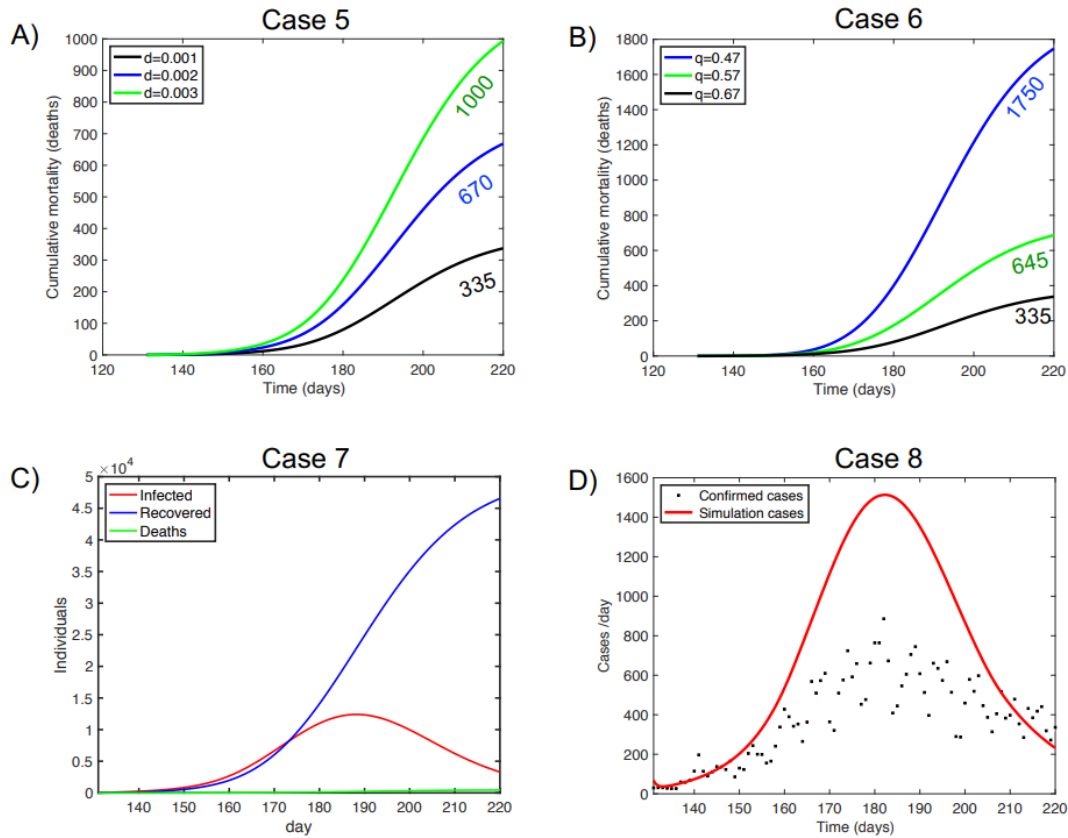 A)
Case 5
1000
900
800
700
600
500
400
300
200
100
0
Cumulative mortality (deaths)
d=0.001
d=0.002
d=0.003
1000
670
335
120
140
160
180
200
220
Time (days)
B)
Case 6
1800
1600
1400
1200
1000
800
600
400
200
0
Cumulative mortality (deaths)
q=0.47
q=0.57
q=0.67
1750
645
335
120
140
160
180
200
220
Time (days)
C)
Case 7
×10⁴
5
4.5
4
3.5
3
2.5
2
1.5
1
0.5
0
Individuals
Infected
Recovered
Deaths
140
150
160
170
180
190
200
210
220
day
D)
Case 8
1600
1400
1200
1000
800
600
400
200
0
Cases /day
Confirmed cases
Simulation cases
140
150
160
170
180
190
200
210
220
Time (days)